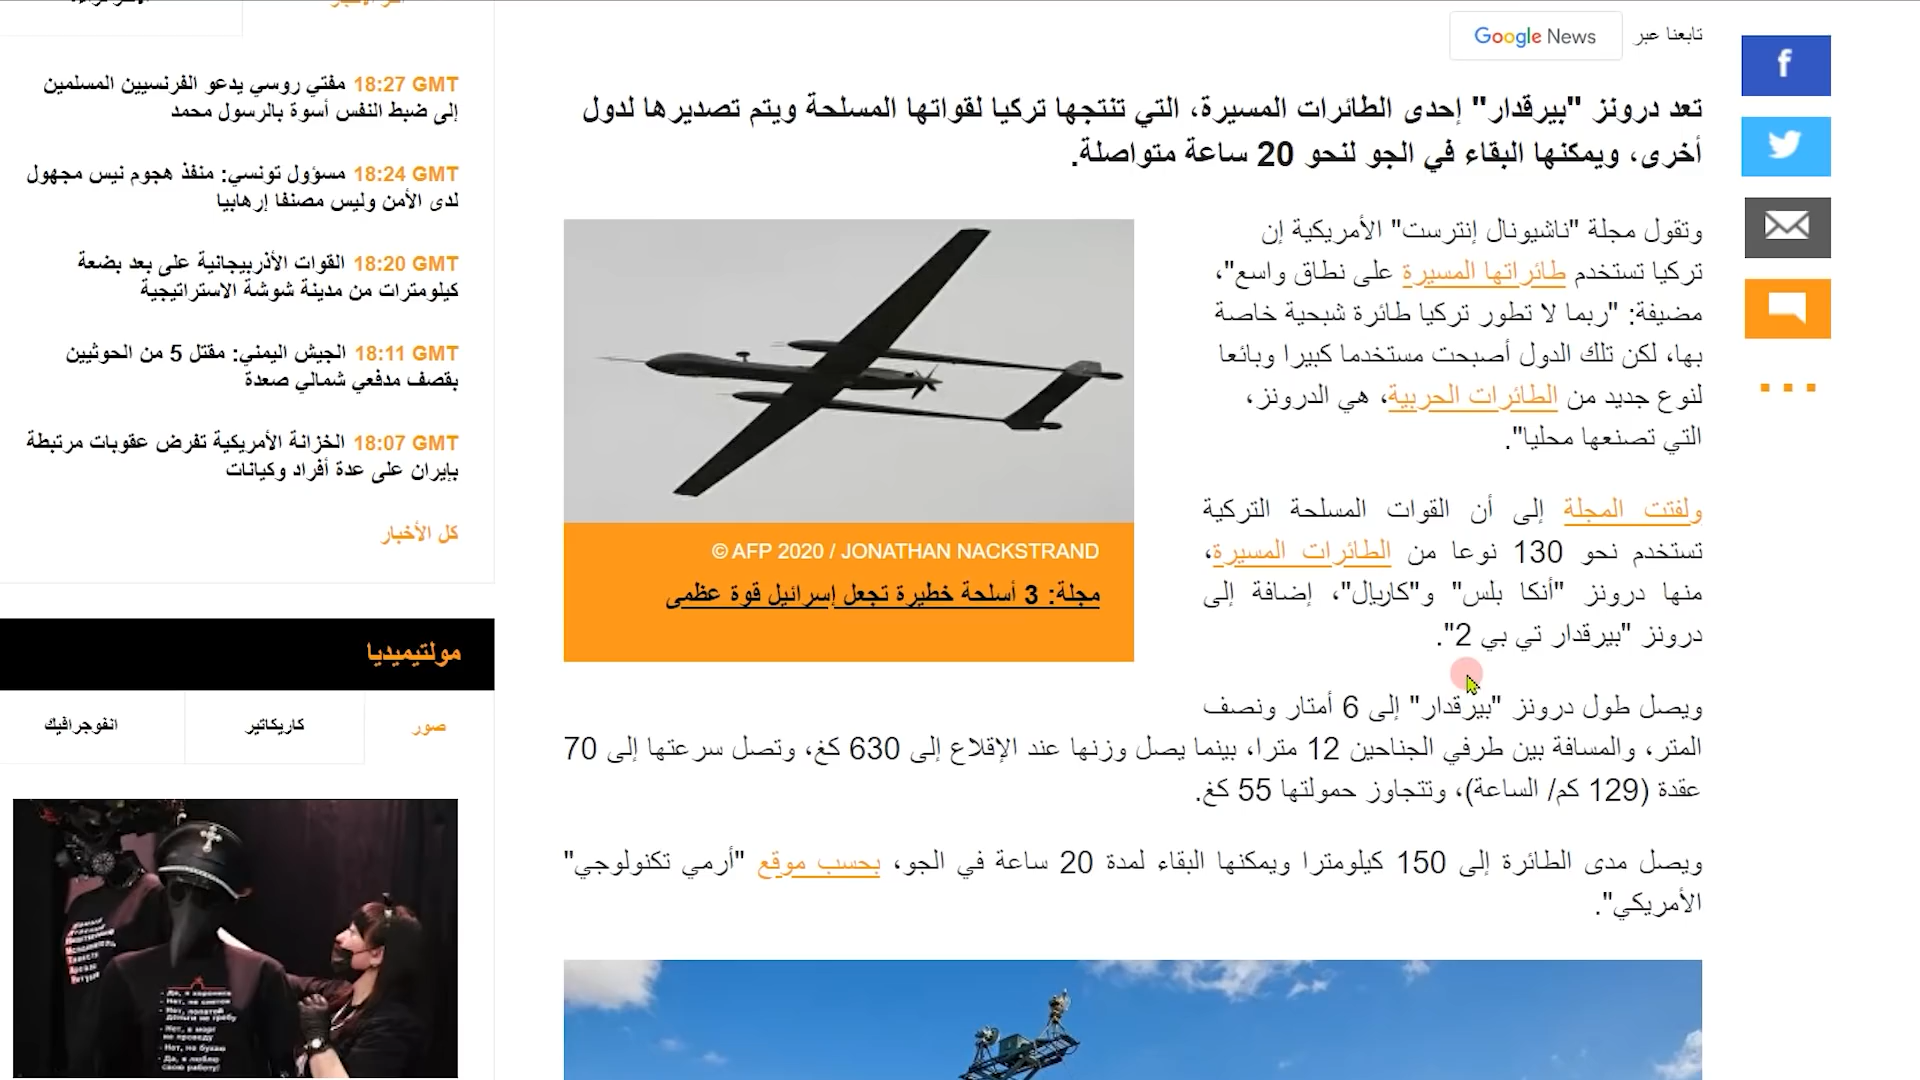 تابعنا عبر
Google News
تعد درونز "بيرقدار" إحدى الطائرات المسيرة، التي تنتجها تركيا لقواتها المسلحة ويتم تصديرها لدول
أخرى، ويمكنها البقاء في الجو لنحو 20 ساعة متواصلة.
وتقول مجلة "ناشيونال إنترست" الأمريكية إن
تركيا تستخدم طائراتها المسيرة على نطاق واسع"،
مضيفة: "ربما لا تطور تركيا طائرة شبحية خاصة
بها، لكن تلك الدول أصبحت مستخدما كبيرا وبائعا
لنوع جديد من الطائرات الحربية، هي الدرونز،
التي تصنعها محليا".
© AFP 2020 / JONATHAN NACKSTRAND
مجلة: 3 أسلحة خطيرة تجعل إسرائيل قوة عظمى
ولفتت المجلة إلى أن القوات المسلحة التركية
تستخدم نحو 130 نوعا من الطائرات المسيرة،
منها درونز "أنكا بلس" و"كاريال"، إضافة إلى
درونز "بيرقدار تي بي 2".
ويصل طول درونز "بيرقدار" إلى 6 أمتار ونصف
المتر، والمسافة بين طرفي الجناحين 12 مترا، بينما يصل وزنها عند الإقلاع إلى 630 كغ، وتصل سرعتها إلى 70
عقدة (129 كم/ الساعة)، وتتجاوز حمولتها 55 كغ.
ويصل مدى الطائرة إلى 150 كيلومترا ويمكنها البقاء لمدة 20 ساعة في الجو، بحسب موقع "أرمي تكنولوجي"
الأمريكي".
18:27 GMT مفتي روسي يدعو الفرنسيين المسلمين
إلى ضبط النفس أسوة بالرسول محمد
18:24 GMT مسؤول تونسي: منفذ هجوم نيس مجهول
لدى الأمن وليس مصنفا إرهابيا
18:20 GMT القوات الأذربيجانية على بعد بضعة
كيلومترات من مدينة شوشة الاستراتيجية
18:11 GMT الجيش اليمني: مقتل 5 من الحوثيين
بقصف مدفعي شمالي صعدة
18:07 GMT الخزانة الأمريكية تفرض عقوبات مرتبطة
بإيران على عدة أفراد وكيانات
كل الأخبار
مولتيميديا
صور
كاريكاتير
انفوجرافيك